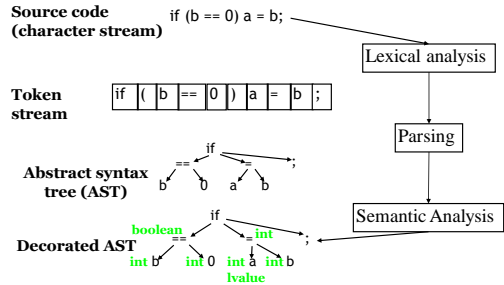 Source code
(character stream)
if (b == 0) a = b;
Lexical analysis
Token
stream
if ( b == 0 ) a = b ;
Parsing
Abstract syntax
tree (AST)
if
== = ;
b 0 a b
Semantic Analysis
Decorated AST
if
boolean == = int ;
int b int 0 int a int b
lvalue